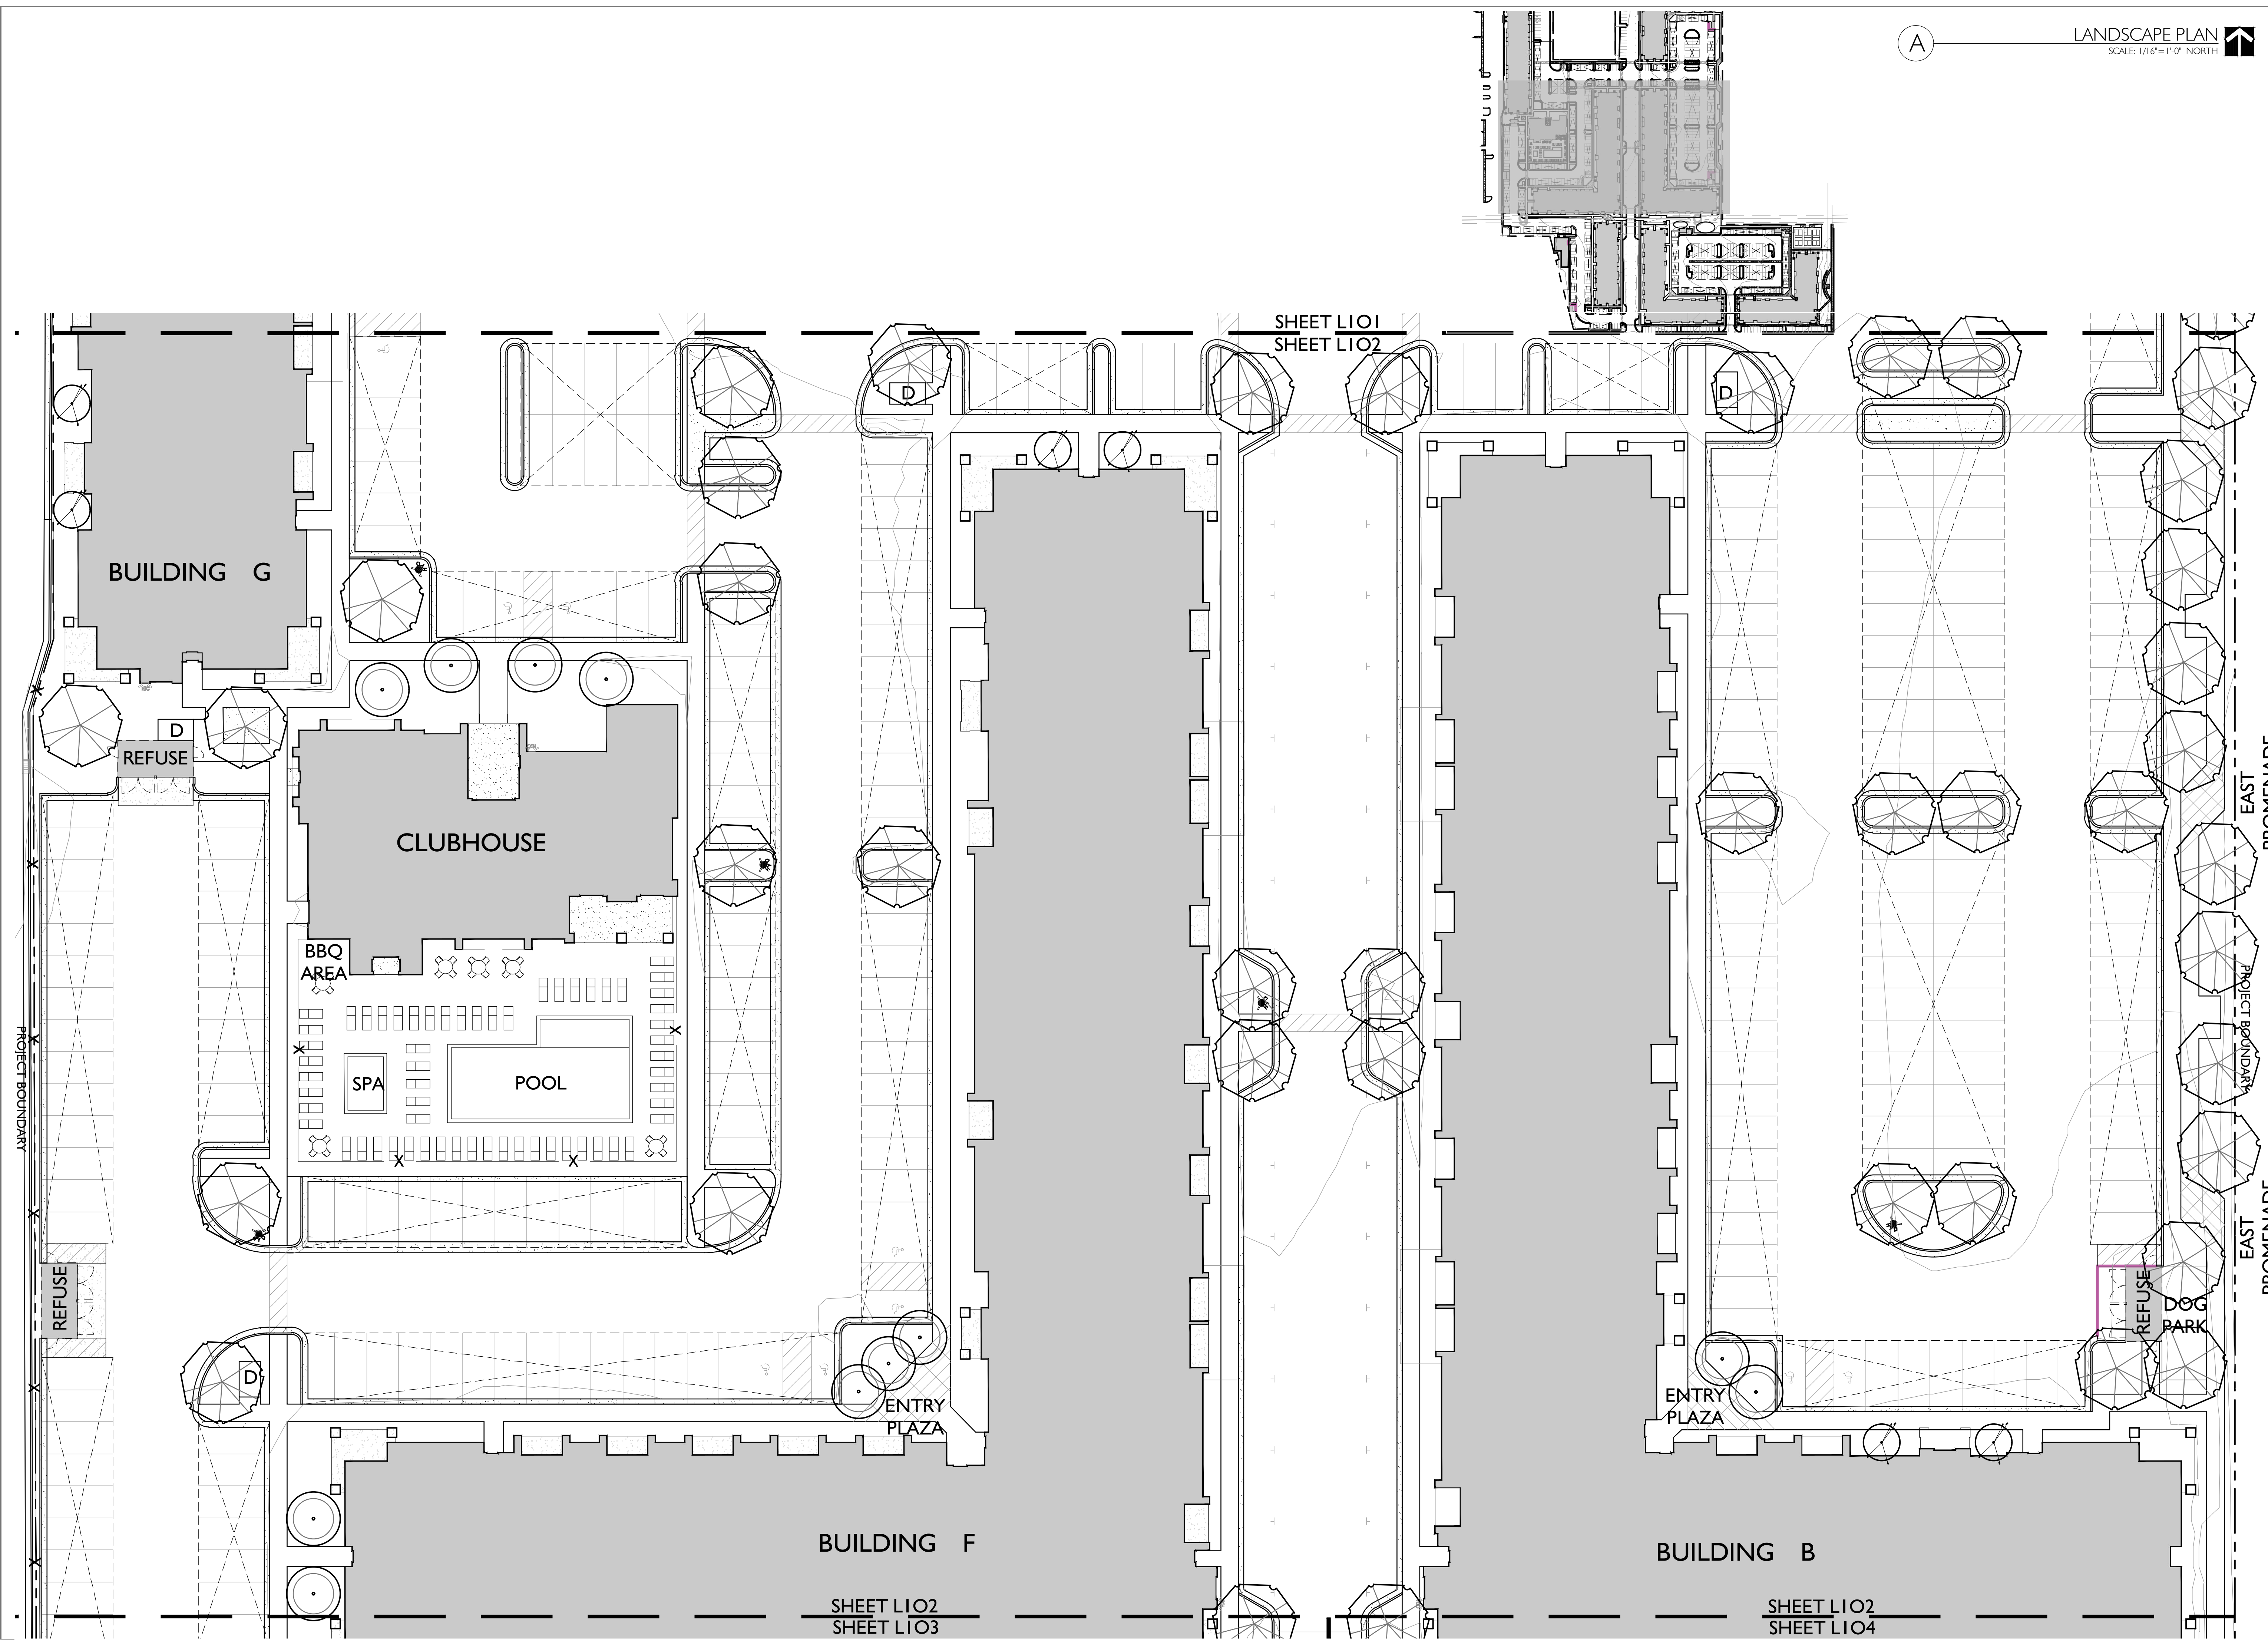 A
LANDSCAPE PLAN
SCALE: 1/16"=1'-0" NORTH
SHEET L101
SHEET L102
D
D
BUILDING G
D
REFUSE
CLUBHOUSE
BBQ
AREA
SPA
POOL
PROJECT BOUNDARY
EAST
PROMENADE
PROJECT BOUNDARY
EAST
PROMENADE
REFUSE
REFUSE
DOG
PARK
D
ENTRY
PLAZA
ENTRY
PLAZA
BUILDING F
BUILDING B
SHEET L102
SHEET L103
SHEET L102
SHEET L104
X
X
X
X
X
X
X
X
X
X
X